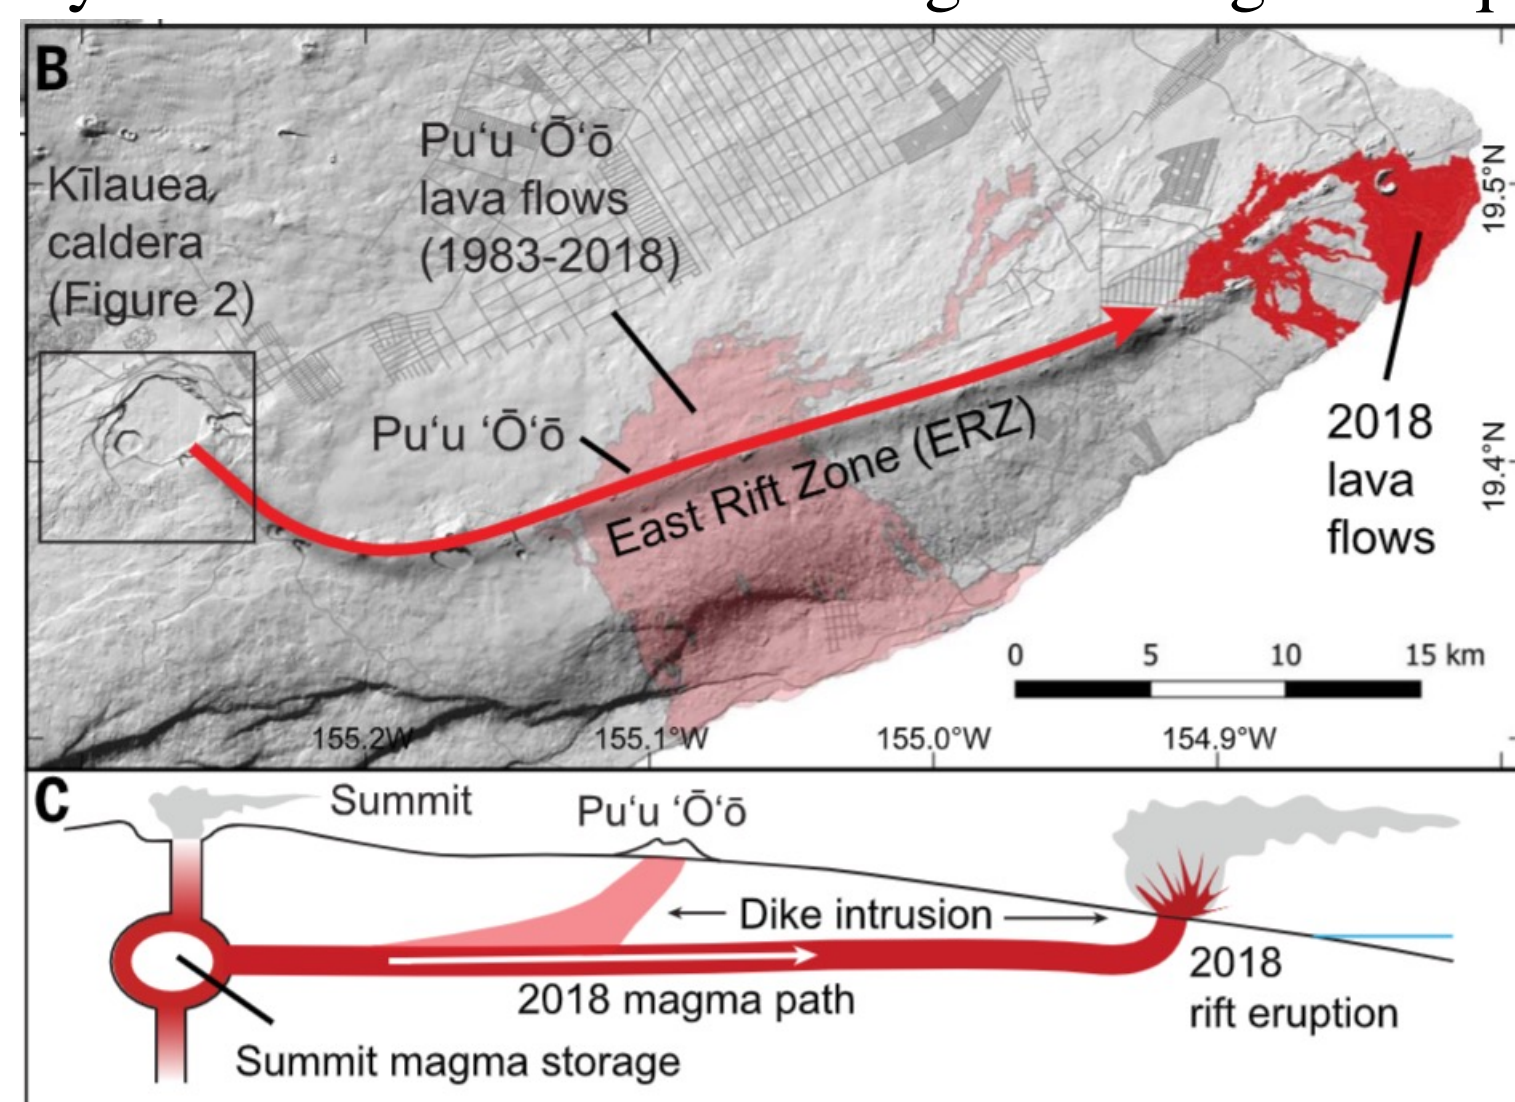 B
Kīlauea
caldera
(Figure 2)
Puʻu ʻŌʻō
lava flows
(1983-2018)
Puʻu ʻŌʻō
East Rift Zone (ERZ)
2018
lava
flows
19.5°N
19.4°N
0 5 10 15 km
155.2°W 155.1°W 155.0°W 154.9°W
C
Summit
Puʻu ʻŌʻō
Dike intrusion
2018 magma path
2018
rift eruption
Summit magma storage